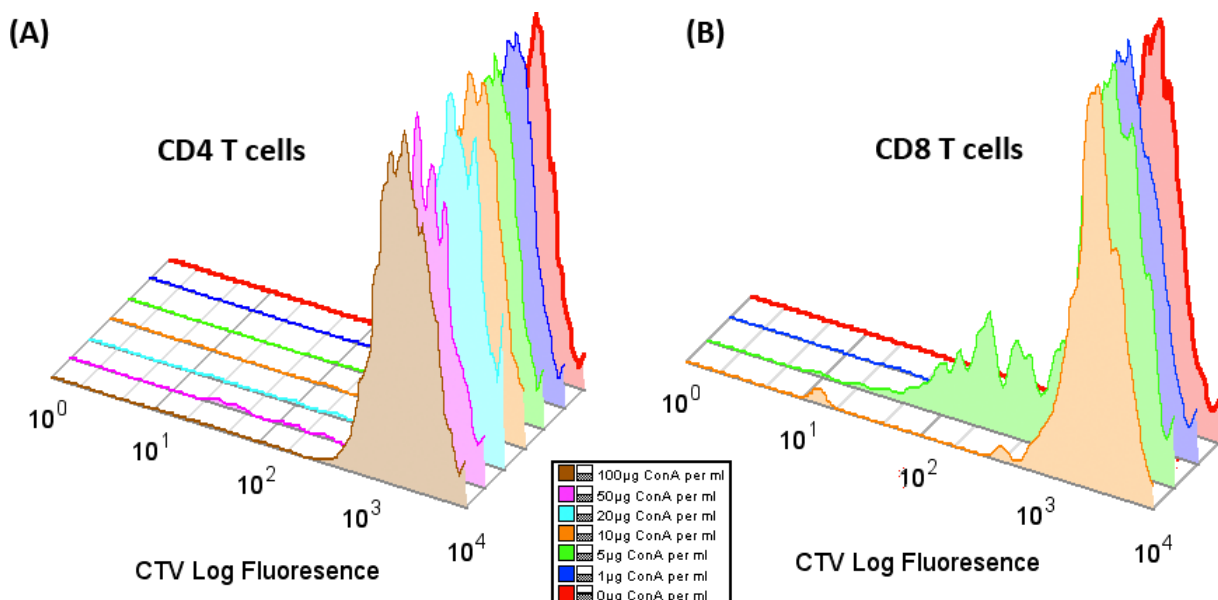 (A)
CD4 T cells
10^0
10^1
10^2
10^3
10^4
CTV Log Fluoresence
100µg ConA per ml
50µg ConA per ml
20µg ConA per ml
10µg ConA per ml
5µg ConA per ml
1µg ConA per ml
0µg ConA per ml
(B)
CD8 T cells
10^0
10^1
10^2
10^3
10^4
CTV Log Fluoresence